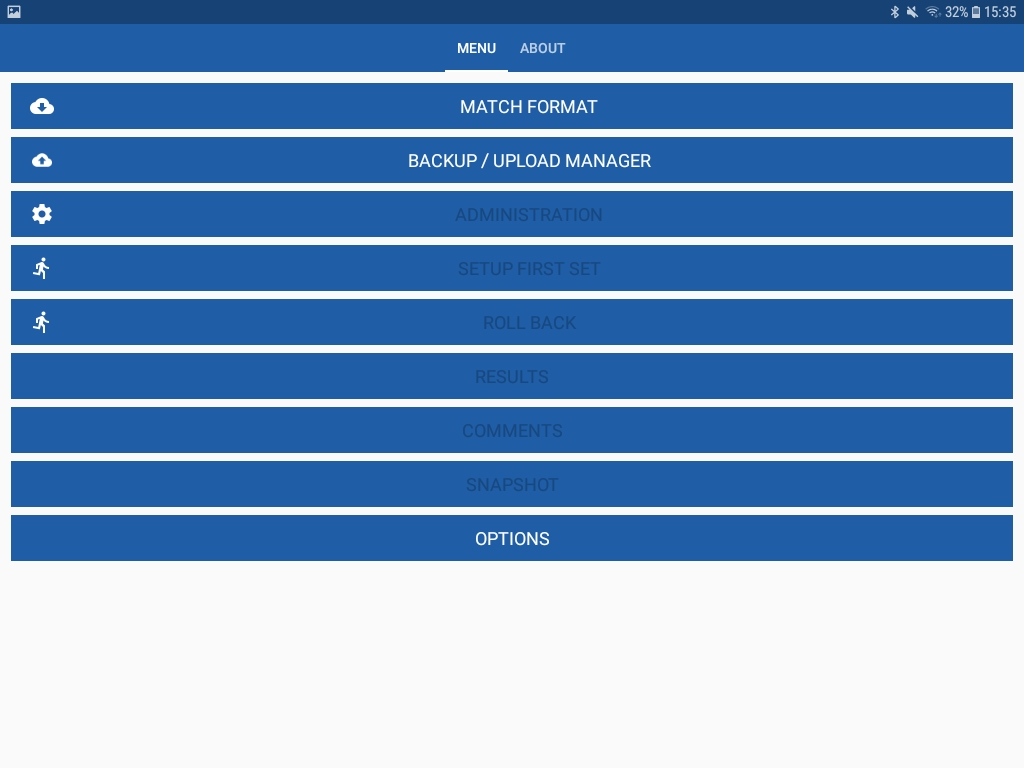 32% 15:35
MENU ABOUT
MATCH FORMAT
BACKUP / UPLOAD MANAGER
ADMINISTRATION
SETUP FIRST SET
ROLL BACK
RESULTS
COMMENTS
SNAPSHOT
OPTIONS